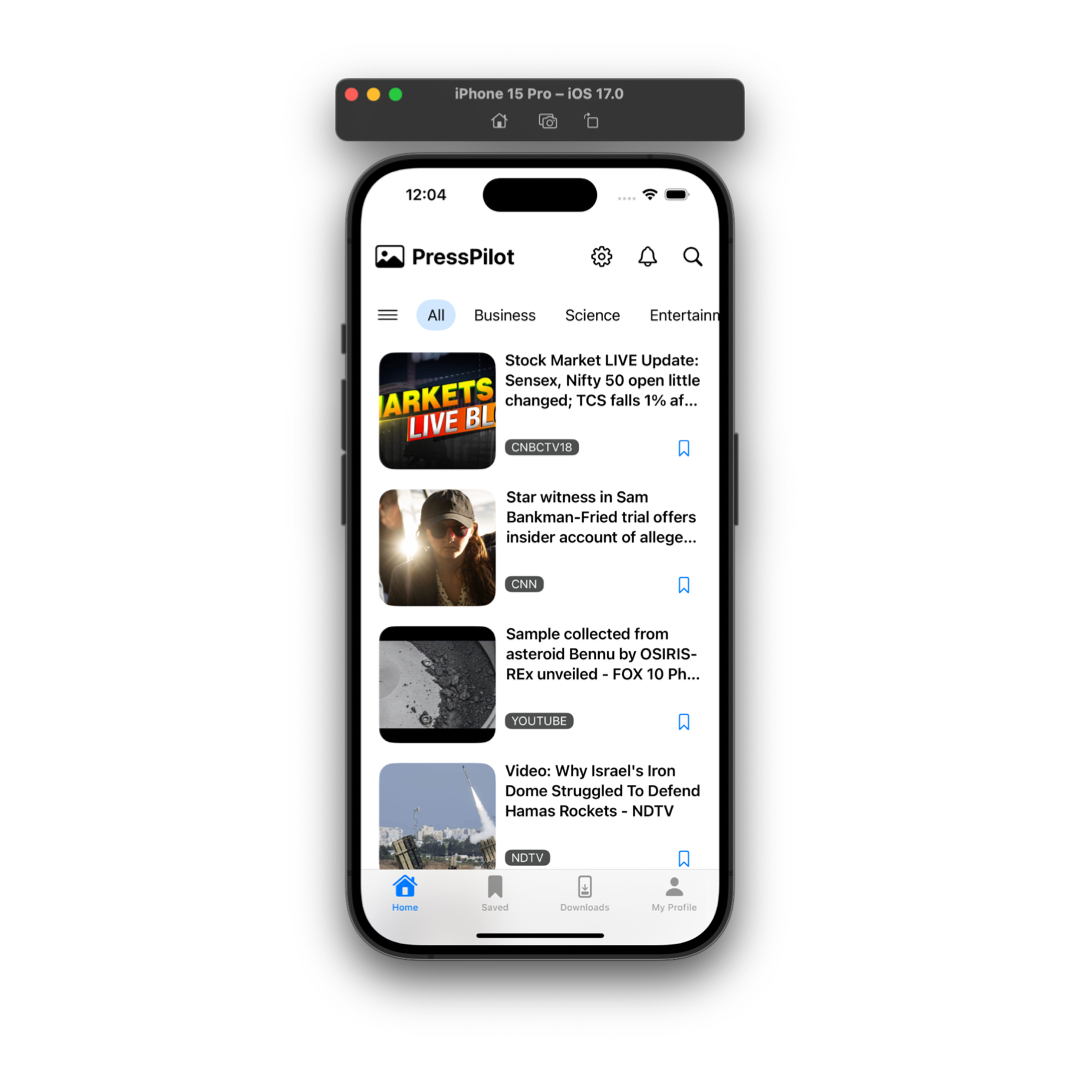 iPhone 15 Pro – iOS 17.0
12:04
PressPilot
All Business Science Entertainm
Stock Market LIVE Update:
Sensex, Nifty 50 open little
changed; TCS falls 1% af...
ARKETS
LIVE BL
CNBCTV18
Star witness in Sam
Bankman-Fried trial offers
insider account of allege...
CNN
Sample collected from
asteroid Bennu by OSIRIS-
REx unveiled - FOX 10 Ph...
YOUTUBE
Video: Why Israel's Iron
Dome Struggled To Defend
Hamas Rockets - NDTV
NDTV
Home Saved Downloads My Profile